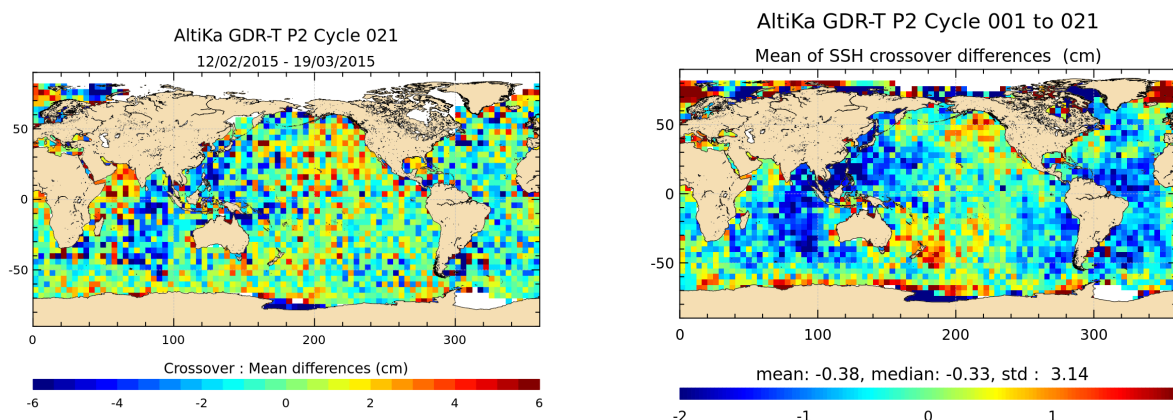 AltiKa GDR-T P2 Cycle 021
12/02/2015 - 19/03/2015
50
0
-50
0 100 200 300
Crossover : Mean differences (cm)
-6 -4 -2 0 2 4 6
AltiKa GDR-T P2 Cycle 001 to 021
Mean of SSH crossover differences (cm)
50
0
-50
0 100 200 300
mean: -0.38, median: -0.33, std : 3.14
-2 -1 0 1